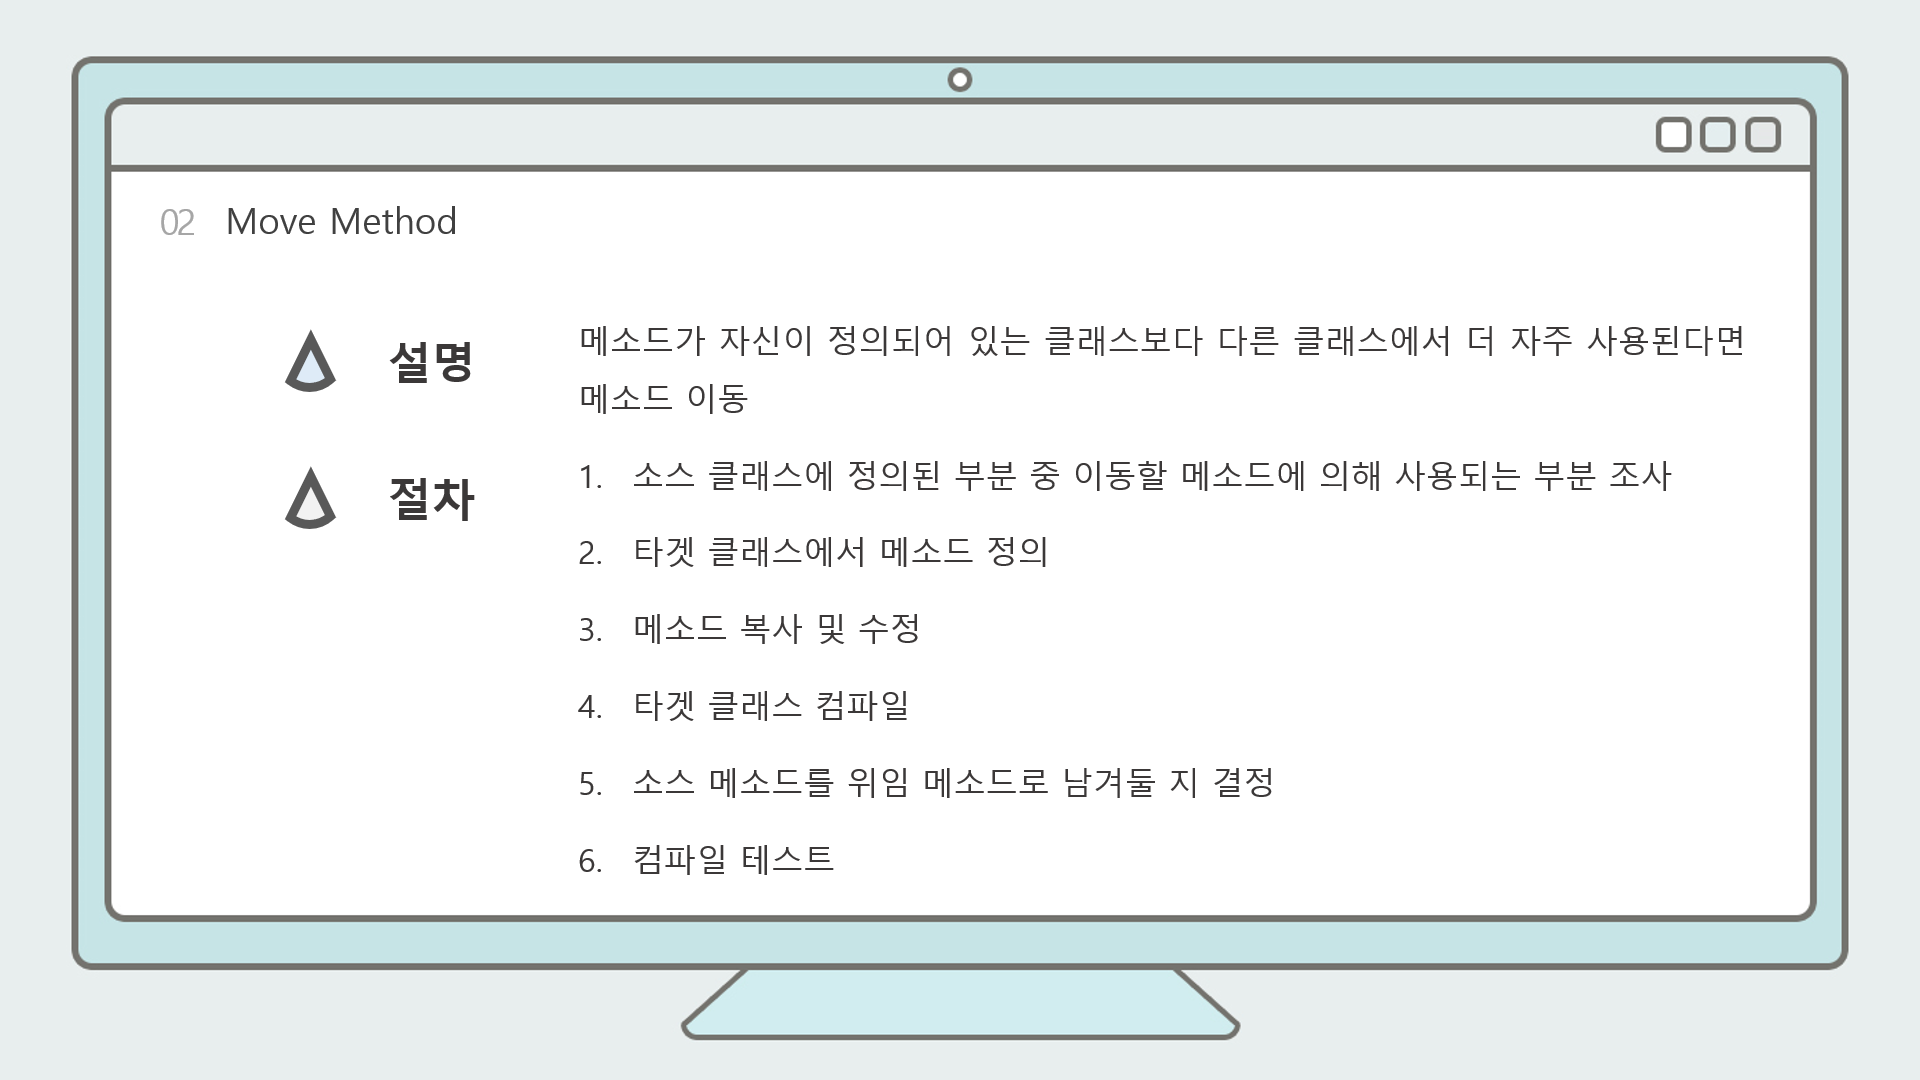 02 Move Method
설명
메소드가 자신이 정의되어 있는 클래스보다 다른 클래스에서 더 자주 사용된다면
메소드 이동
절차
1. 소스 클래스에 정의된 부분 중 이동할 메소드에 의해 사용되는 부분 조사
2. 타겟 클래스에서 메소드 정의
3. 메소드 복사 및 수정
4. 타겟 클래스 컴파일
5. 소스 메소드를 위임 메소드로 남겨둘 지 결정
6. 컴파일 테스트